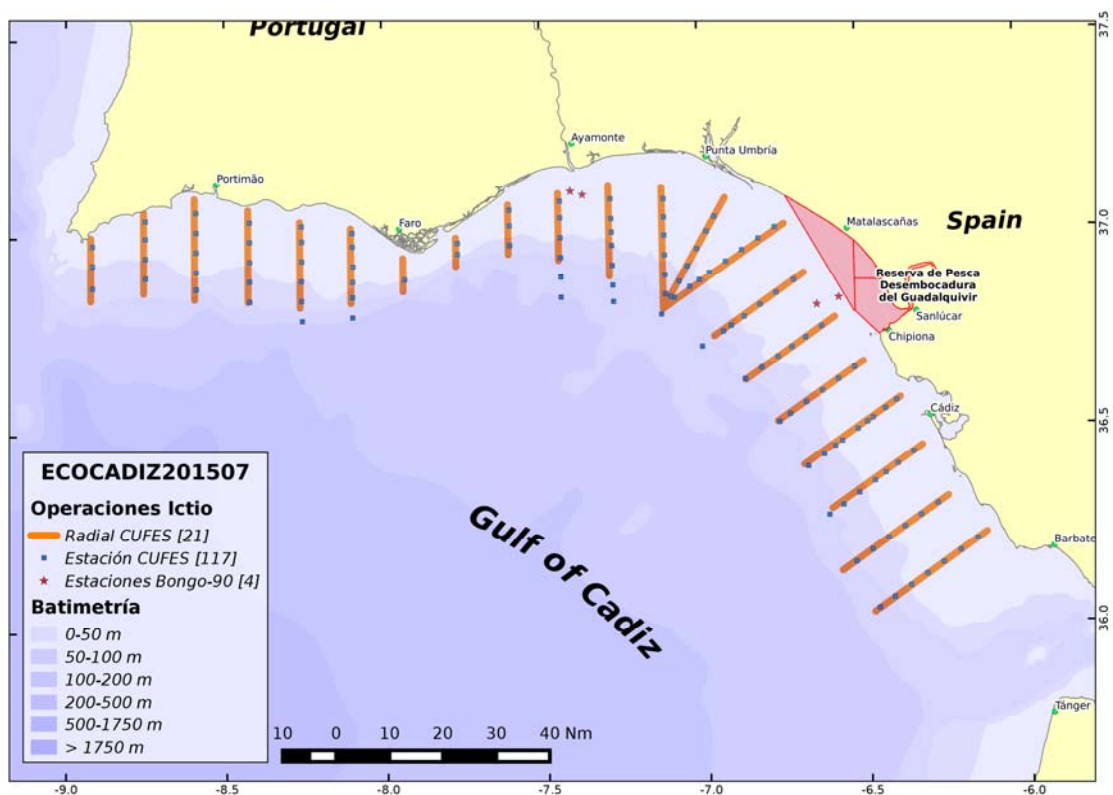 Portugal
37.5
Ayamonte
Punta Umbría
Portimão
Faro
Matalascañas
Spain
37.0
Reserva de Pesca
Desembocadura
del Guadalquivir
Sanlúcar
Chipiona
Cádiz
36.5
ECOCADIZ201507
Operaciones Ictio
Radial CUFES [21]
Estación CUFES [117]
Estaciones Bongo-90 [4]
Batimetría
0-50 m
50-100 m
100-200 m
200-500 m
500-1750 m
> 1750 m
Gulf of Cadiz
Barbate
36.0
Tánger
10 0 10 20 30 40 Nm
-9.0 -8.5 -8.0 -7.5 -7.0 -6.5 -6.0